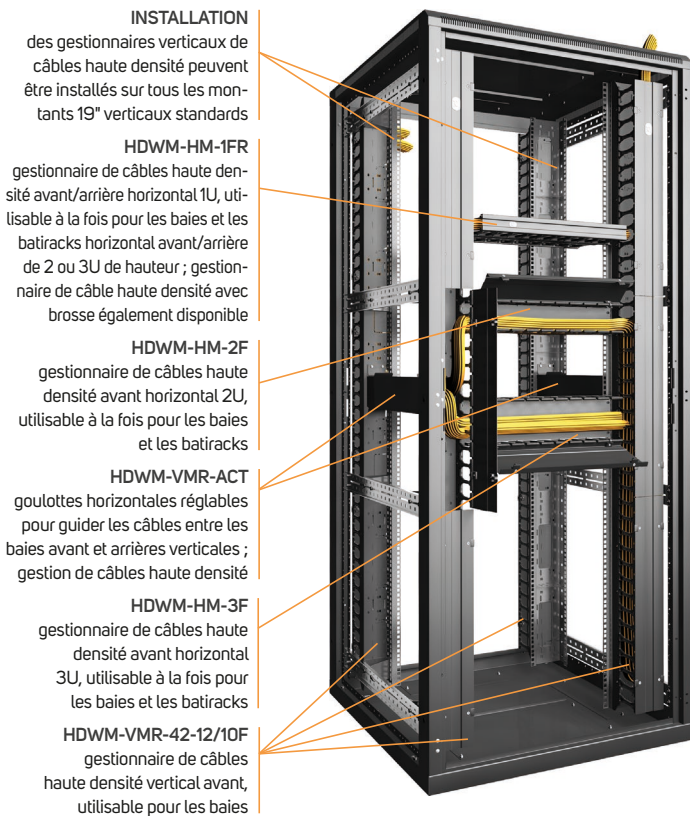 INSTALLATION
des gestionnaires verticaux de
câbles haute densité peuvent
être installés sur tous les mon-
tants 19" verticaux standards
HDWM-HM-1FR
gestionnaire de câbles haute den-
sité avant/arrière horizontal 1U, uti-
lisable à la fois pour les baies et les
batiracks horizontal avant/arrière
de 2 ou 3U de hauteur ; gestion-
naire de câble haute densité avec
brosse également disponible
HDWM-HM-2F
gestionnaire de câbles haute
densité avant horizontal 2U,
utilisable à la fois pour les baies
et les batiracks
HDWM-VMR-ACT
goulottes horizontales réglables
pour guider les câbles entre les
baies avant et arrières verticales ;
gestion de câbles haute densité
HDWM-HM-3F
gestionnaire de câbles haute
densité avant horizontal
3U, utilisable à la fois pour
les baies et les batiracks
HDWM-VMR-42-12/10F
gestionnaire de câbles
haute densité vertical avant,
utilisable pour les baies